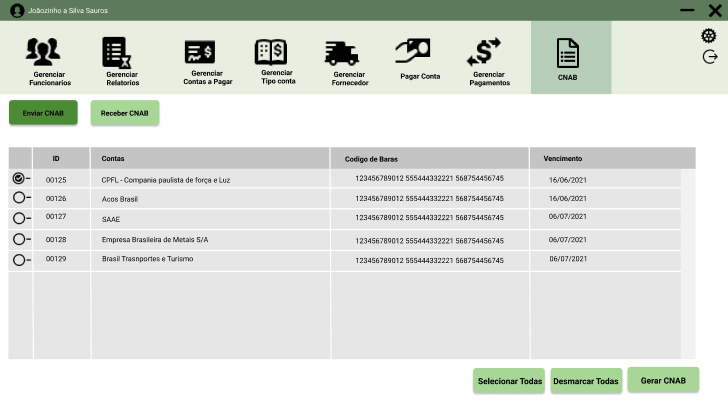 Joãozinho a Silva Sauros
Gerenciar
Funcionarios
Gerenciar
Relatorios
Gerenciar
Contas a Pagar
Gerenciar
Tipo conta
Gerenciar
Fornecedor
Pagar Conta
Gerenciar
Pagamentos
CNAB
Enviar CNAB
Receber CNAB
ID Contas Codigo de Baras Vencimento
00125 CPFL - Compania paulista de força e Luz 123456789012 555444332221 568754456745 16/06/2021
00126 Acos Brasil 123456789012 555444332221 568754456745 16/06/2021
00127 SAAE 123456789012 555444332221 568754456745 06/07/2021
00128 Empresa Brasileira de Metais S/A 123456789012 555444332221 568754456745 06/07/2021
00129 Brasil Trasnportes e Turismo 123456789012 555444332221 568754456745 06/07/2021
Selecionar Todas
Desmarcar Todas
Gerar CNAB